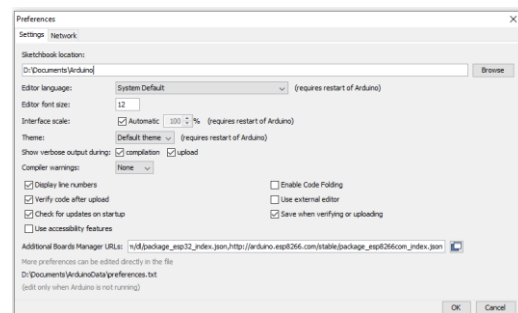 Preferences
Settings Network
Sketchbook location:
D:\Documents\Arduino
Browse
Editor language: System Default (requires restart of Arduino)
Editor font size: 12
Interface scale: Automatic 100 % (requires restart of Arduino)
Theme: Default theme (requires restart of Arduino)
Show verbose output during: compilation upload
Compiler warnings: None
Display line numbers Enable Code Folding
Verify code after upload Use external editor
Check for updates on startup Save when verifying or uploading
Use accessibility features
Additional Boards Manager URLs: n/dl/package_esp32_index.json,http://arduino.esp8266.com/stable/package_esp8266com_index.json
More preferences can be edited directly in the file
D:\Documents\ArduinoData\preferences.txt
(edit only when Arduino is not running)
OK Cancel